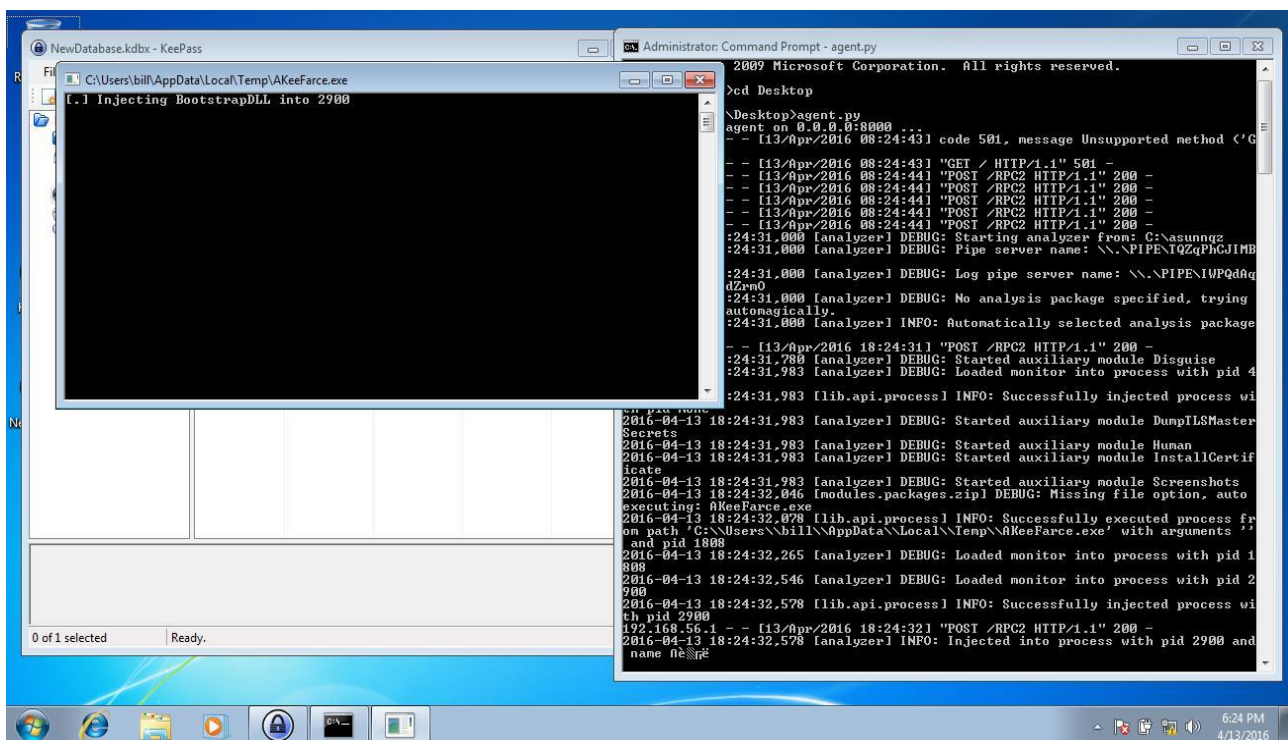 NewDatabase.kdbx - KeePass
C:\Users\bill\AppData\Local\Temp\AKeeFarce.exe
[.] Injecting BootstrapDLL into 2900
0 of 1 selected
Ready.
Administrator: Command Prompt - agent.py
2009 Microsoft Corporation. All rights reserved.
>cd Desktop
\Desktop>agent.py
agent on 0.0.0.0:8000 ...
- - [13/Apr/2016 08:24:43] code 501, message Unsupported method ('G
- - [13/Apr/2016 08:24:43] "GET / HTTP/1.1" 501 -
- - [13/Apr/2016 08:24:44] "POST /RPC2 HTTP/1.1" 200 -
- - [13/Apr/2016 08:24:44] "POST /RPC2 HTTP/1.1" 200 -
- - [13/Apr/2016 08:24:44] "POST /RPC2 HTTP/1.1" 200 -
- - [13/Apr/2016 08:24:44] "POST /RPC2 HTTP/1.1" 200 -
- - [13/Apr/2016 08:24:44] "POST /RPC2 HTTP/1.1" 200 -
:24:31,000 [analyzer] DEBUG: Starting analyzer from: C:\asunnqz
:24:31,000 [analyzer] DEBUG: Pipe server name: \\.\PIPE\TQZqPhCJIMB
:24:31,000 [analyzer] DEBUG: Log pipe server name: \\.\PIPE\IWPQdAq
dZrmO
:24:31,000 [analyzer] DEBUG: No analysis package specified, trying
automagically.
:24:31,000 [analyzer] INFO: Automatically selected analysis package
- - [13/Apr/2016 18:24:31] "POST /RPC2 HTTP/1.1" 200 -
:24:31,780 [analyzer] DEBUG: Started auxiliary module Disguise
:24:31,983 [analyzer] DEBUG: Loaded monitor into process with pid 4
:24:31,983 [lib.api.process] INFO: Successfully injected process wi
th pid None
2016-04-13 18:24:31,983 [analyzer] DEBUG: Started auxiliary module DumpTLSMaster
Secrets
2016-04-13 18:24:31,983 [analyzer] DEBUG: Started auxiliary module Human
2016-04-13 18:24:31,983 [analyzer] DEBUG: Started auxiliary module InstallCertif
icate
2016-04-13 18:24:31,983 [analyzer] DEBUG: Started auxiliary module Screenshots
2016-04-13 18:24:32,046 [modules.packages.zip] DEBUG: Missing file option, auto
executing: AKeeFarce.exe
2016-04-13 18:24:32,078 [lib.api.process] INFO: Successfully executed process fr
om path 'C:\\Users\\bill\\AppData\\Local\\Temp\\AKeeFarce.exe' with arguments ''
and pid 1808
2016-04-13 18:24:32,265 [analyzer] DEBUG: Loaded monitor into process with pid 1
808
2016-04-13 18:24:32,546 [analyzer] DEBUG: Loaded monitor into process with pid 2
900
2016-04-13 18:24:32,578 [lib.api.process] INFO: Successfully injected process wi
th pid 2900
192.168.56.1 - - [13/Apr/2016 18:24:32] "POST /RPC2 HTTP/1.1" 200 -
2016-04-13 18:24:32,578 [analyzer] INFO: Injected into process with pid 2900 and
name
6:24 PM
4/13/2016